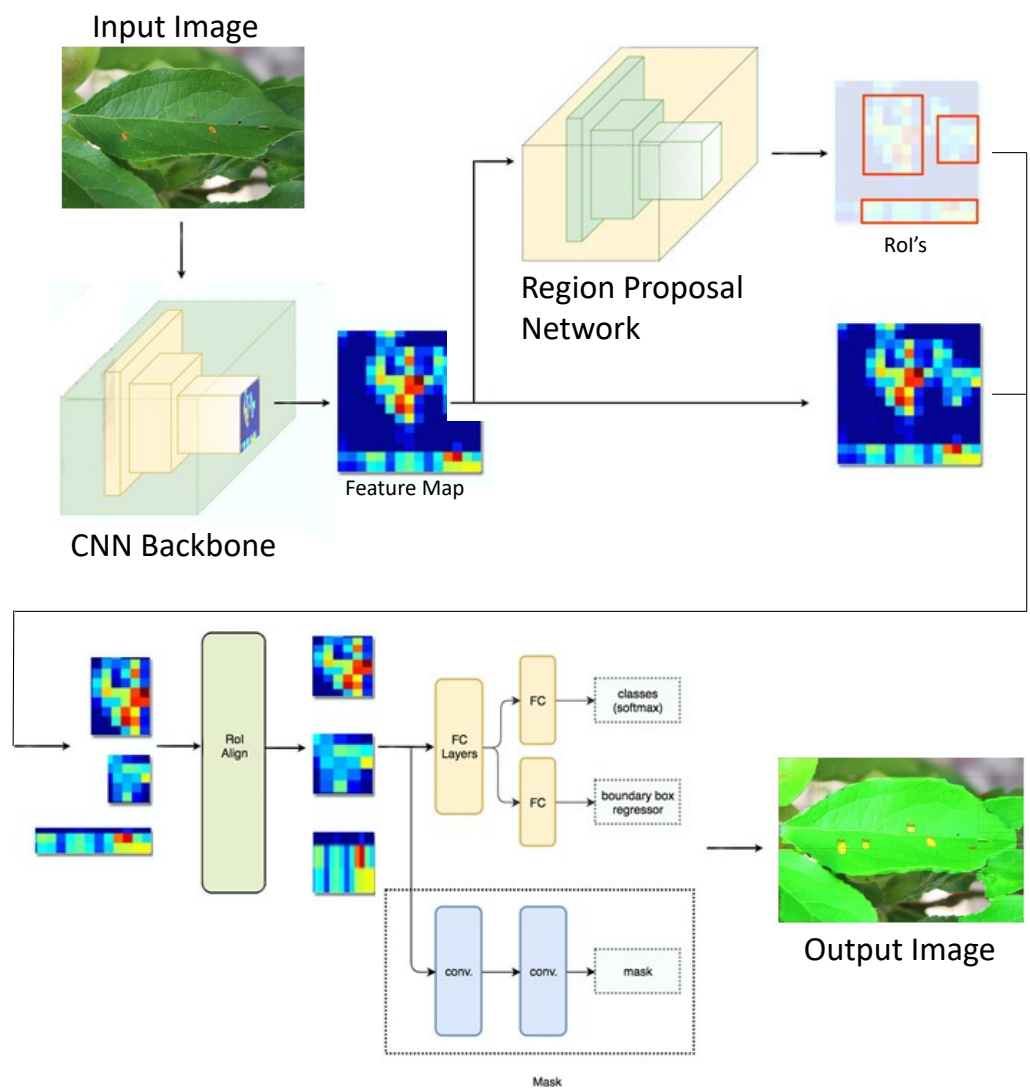 Input Image
RoI's
Region Proposal
Network
Feature Map
CNN Backbone
RoI
Align
FC
Layers
FC
classes
(softmax)
FC
boundary box
regressor
conv.
conv.
mask
Output Image
Mask